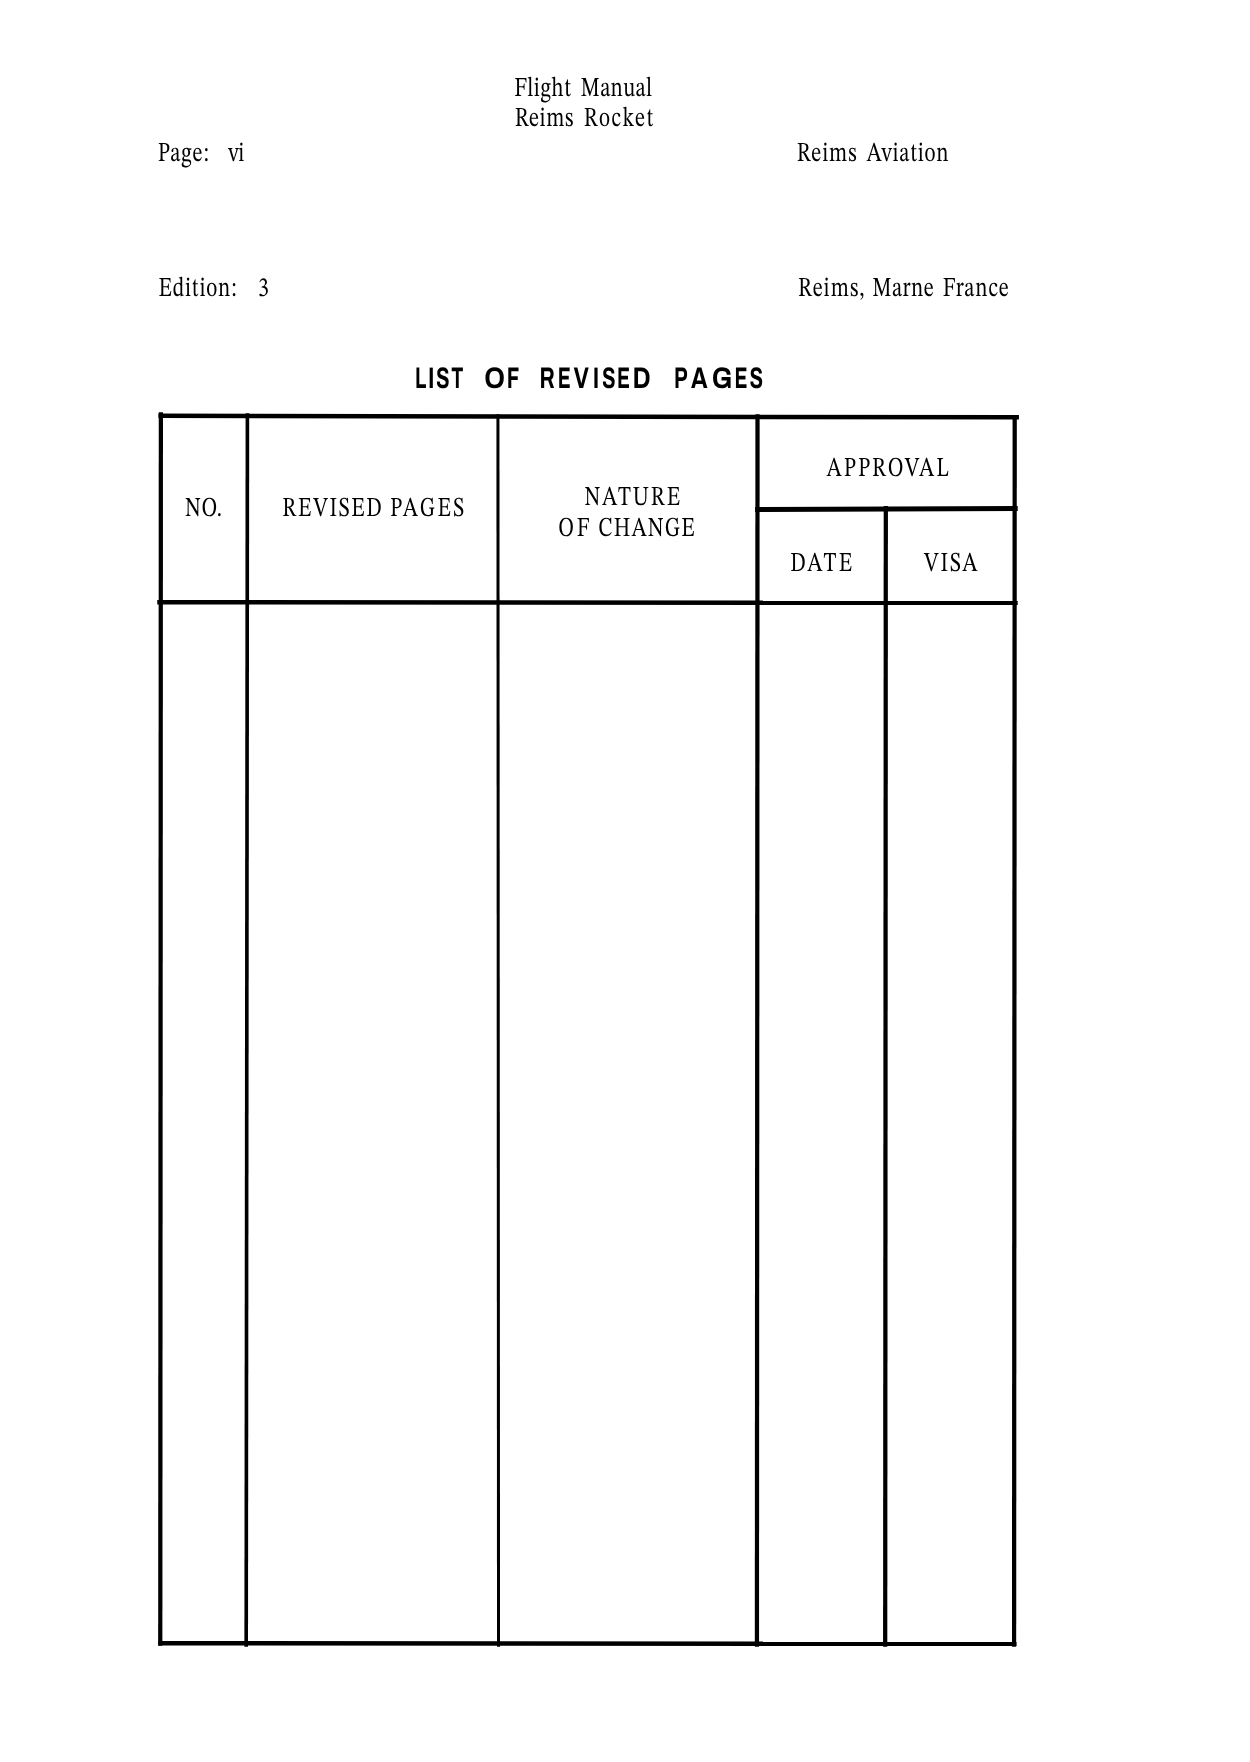 Flight Manual
Reims Rocket
Page: vi Reims Aviation
Edition: 3 Reims, Marne France
LIST OF REVISED PAGES
NO. REVISED PAGES NATURE OF CHANGE APPROVAL
DATE VISA